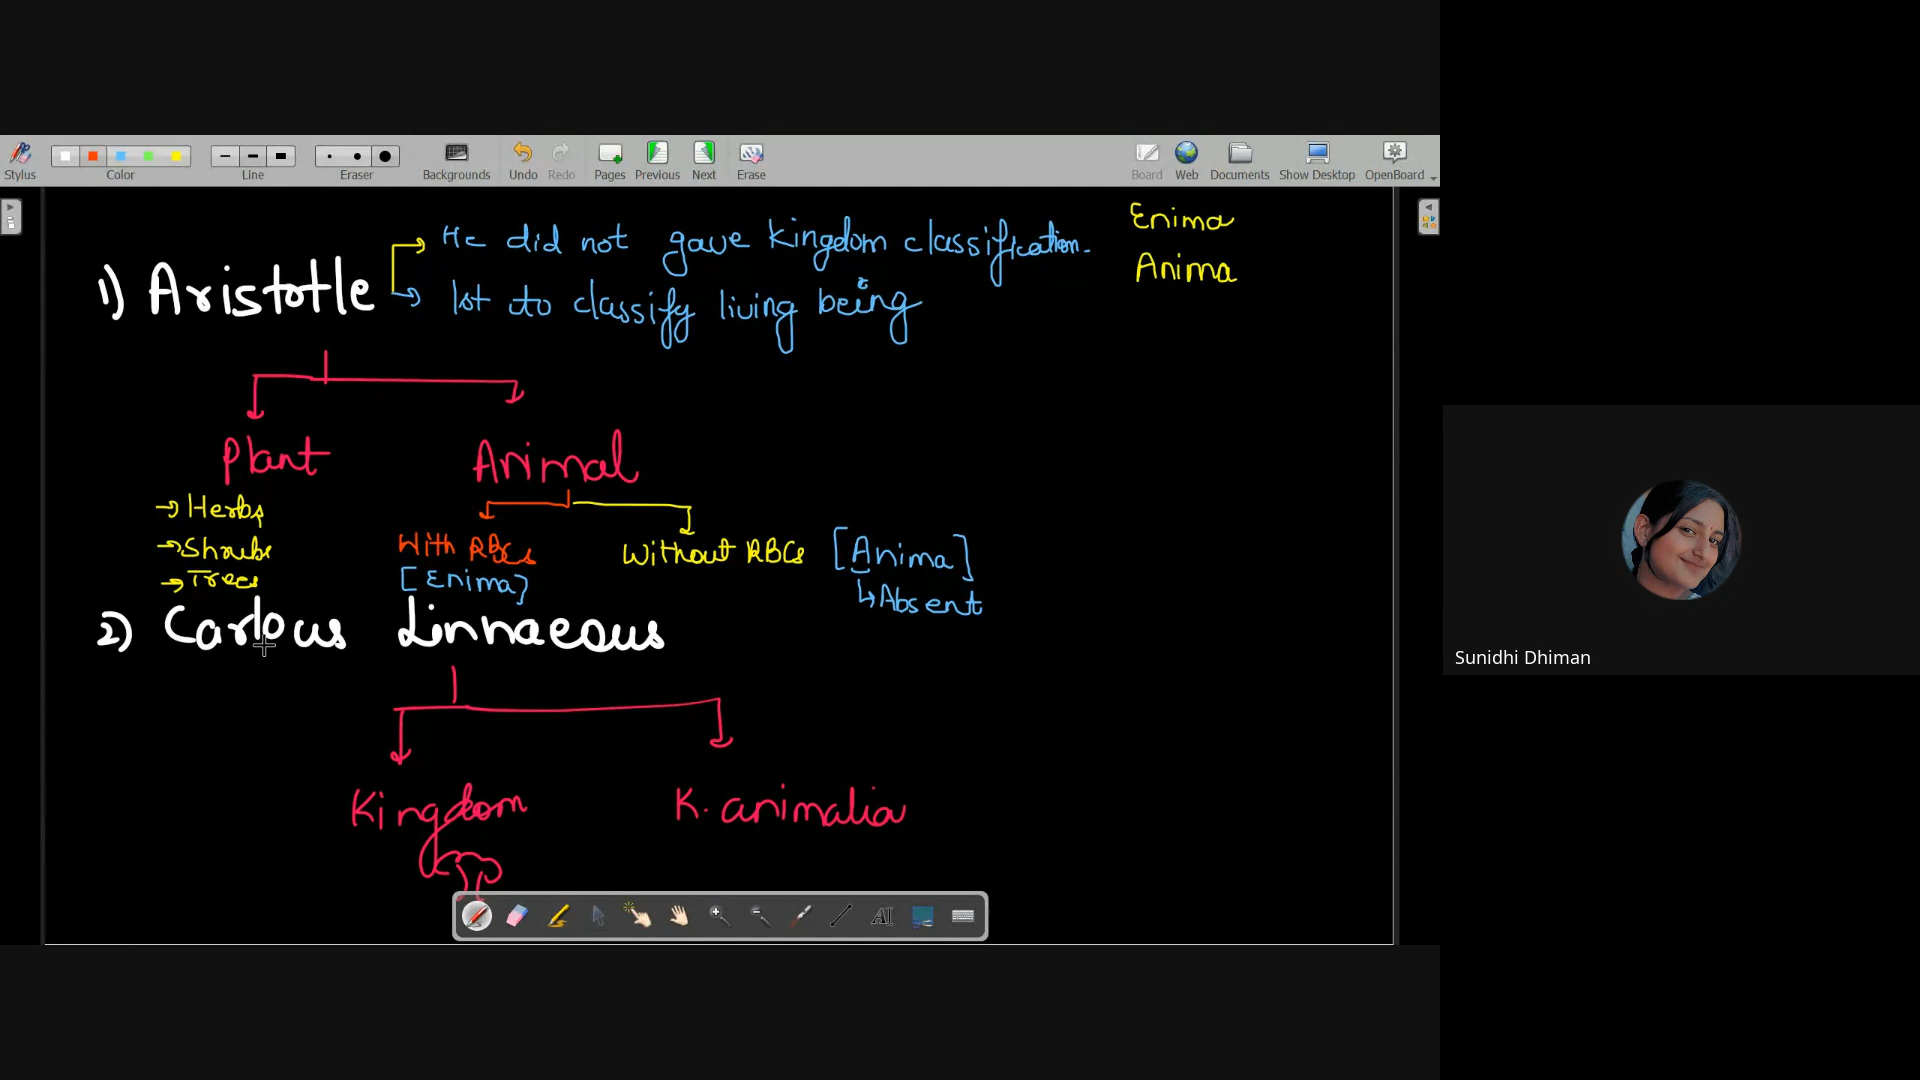 Stylus Color Line Eraser Backgrounds Undo Redo Pages Previous Next Erase Board Web Documents Show Desktop OpenBoard
Enima
Anima
He did not gave kingdom classification.
1) Aristotle
1st to classify living being
Plant Animal
→ Herbs
→ Shrubs
→ Trees
With RBCs Without RBCs [Anima]
[Enima] ↳ Absent
2) Carlous Linnaeous
Kingdom K. animalia
Sunidhi Dhiman